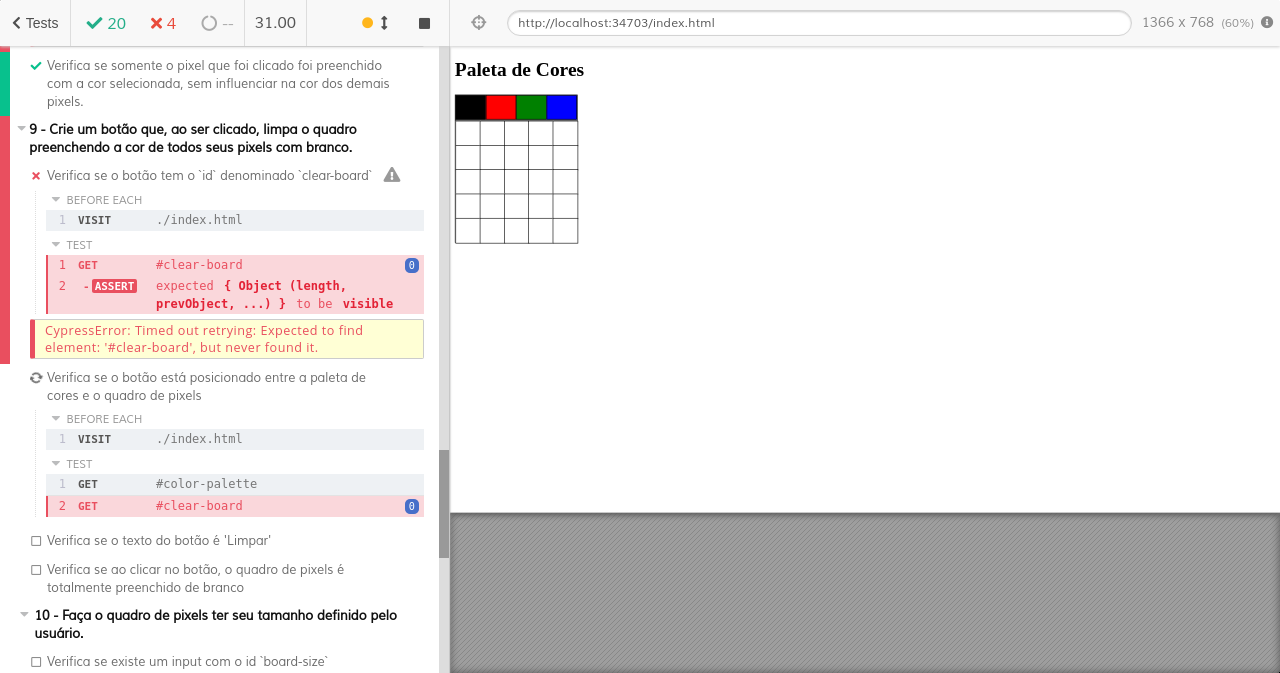 Tests 20 4 -- 31.00
http://localhost:34703/index.html 1366 x 768 (60%)
Verifica se somente o pixel que foi clicado foi preenchido
com a cor selecionada, sem influenciar na cor dos demais
pixels.
9 - Crie um botão que, ao ser clicado, limpa o quadro
preenchendo a cor de todos seus pixels com branco.
Verifica se o botão tem o `id` denominado `clear-board`
BEFORE EACH
1 VISIT ./index.html
TEST
1 GET #clear-board 0
2 -ASSERT expected { Object (length,
prevObject, ...) } to be visible
CypressError: Timed out retrying: Expected to find
element: '#clear-board', but never found it.
Verifica se o botão está posicionado entre a paleta de
cores e o quadro de pixels
BEFORE EACH
1 VISIT ./index.html
TEST
1 GET #color-palette
2 GET #clear-board 0
Verifica se o texto do botão é 'Limpar'
Verifica se ao clicar no botão, o quadro de pixels é
totalmente preenchido de branco
10 - Faça o quadro de pixels ter seu tamanho definido pelo
usuário.
Verifica se existe um input com o id `board-size`
Paleta de Cores